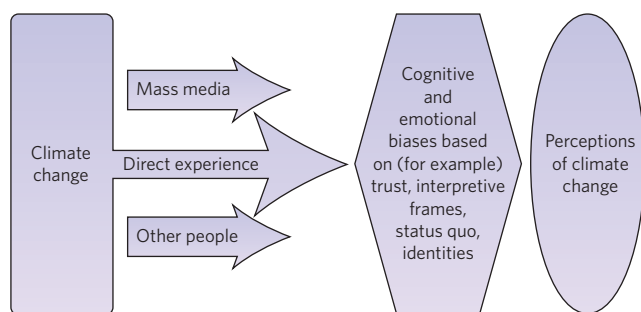 Climate
change
Mass media
Direct experience
Other people
Cognitive
and
emotional
biases based
on (for example)
trust, interpretive
frames,
status quo,
identities
Perceptions
of climate
change